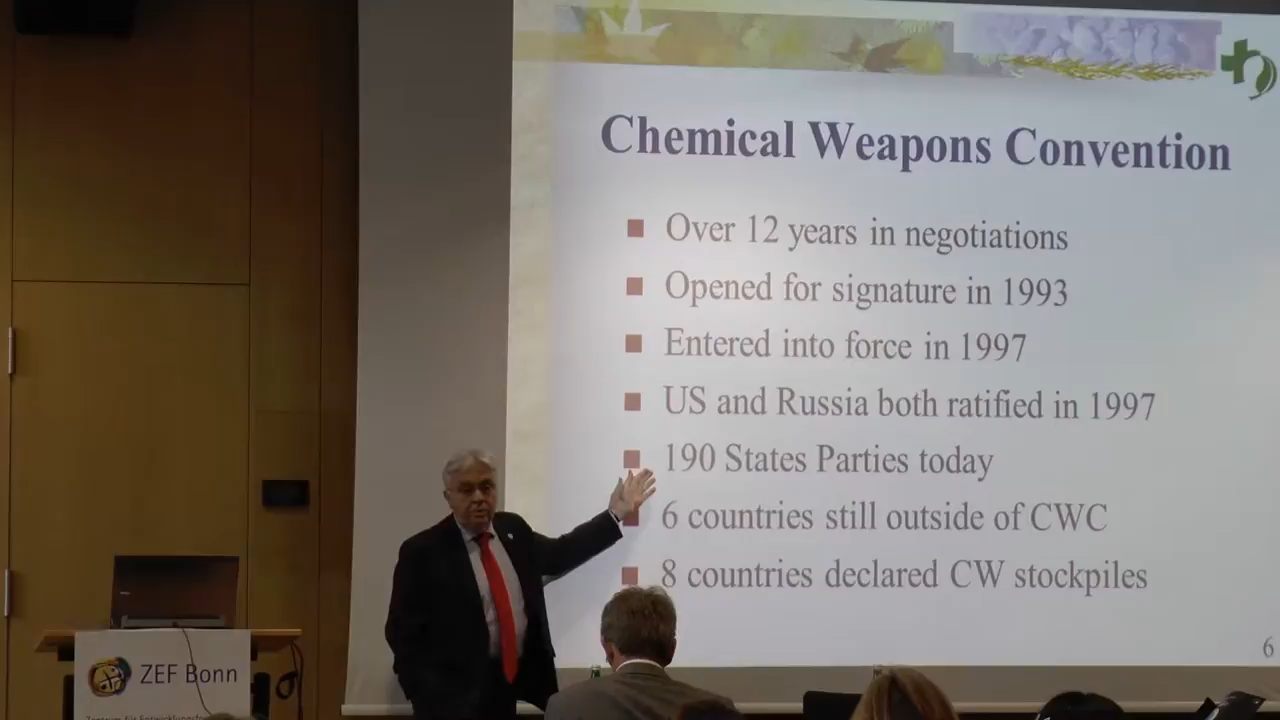 Chemical Weapons Convention
Over 12 years in negotiations
Opened for signature in 1993
Entered into force in 1997
US and Russia both ratified in 1997
190 States Parties today
6 countries still outside of CWC
8 countries declared CW stockpiles
6
ZEF Bonn
Zentrum für